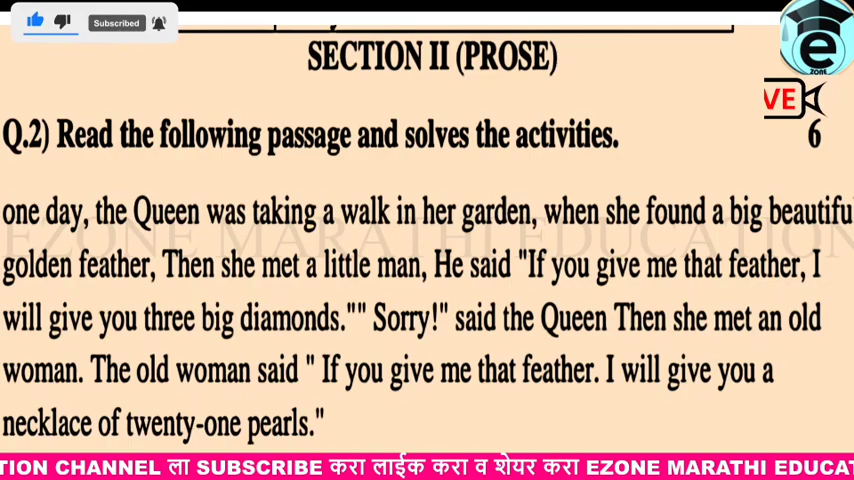 Subscribed
e
ZONE
VE
SECTION II (PROSE)
Q.2) Read the following passage and solves the activities. 6
one day, the Queen was taking a walk in her garden, when she found a big beautifu
golden feather, Then she met a little man, He said "If you give me that feather, I
will give you three big diamonds."" Sorry!" said the Queen Then she met an old
woman. The old woman said " If you give me that feather. I will give you a
necklace of twenty-one pearls."
EZONE MARATHI EDUCATION
TION CHANNEL ला SUBSCRIBE करा लाईक करा व शेयर करा EZONE MARATHI EDUCAT